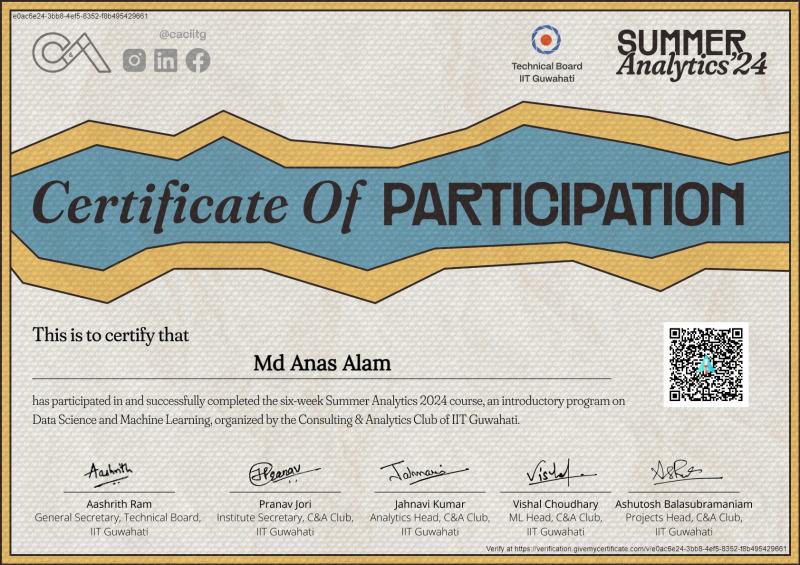 e0ac6e24-3bb8-4ef5-8352-f8b495429661
@caciitg
Technical Board
IIT Guwahati
SUMMER
Analytics'24
Certificate Of PARTICIPATION
This is to certify that
Md Anas Alam
has participated in and successfully completed the six-week Summer Analytics 2024 course, an introductory program on
Data Science and Machine Learning, organized by the Consulting & Analytics Club of IIT Guwahati.
Aashrith
Pranav
Vishal
Aashrith Ram
General Secretary, Technical Board,
IIT Guwahati
Pranav Jori
Institute Secretary, C&A Club,
IIT Guwahati
Jahnavi Kumar
Analytics Head, C&A Club,
IIT Guwahati
Vishal Choudhary
ML Head, C&A Club,
IIT Guwahati
Ashutosh Balasubramaniam
Projects Head, C&A Club,
IIT Guwahati
Verify at https://verification.givemycertificate.com/v/e0ac6e24-3bb8-4ef5-8352-f8b495429661